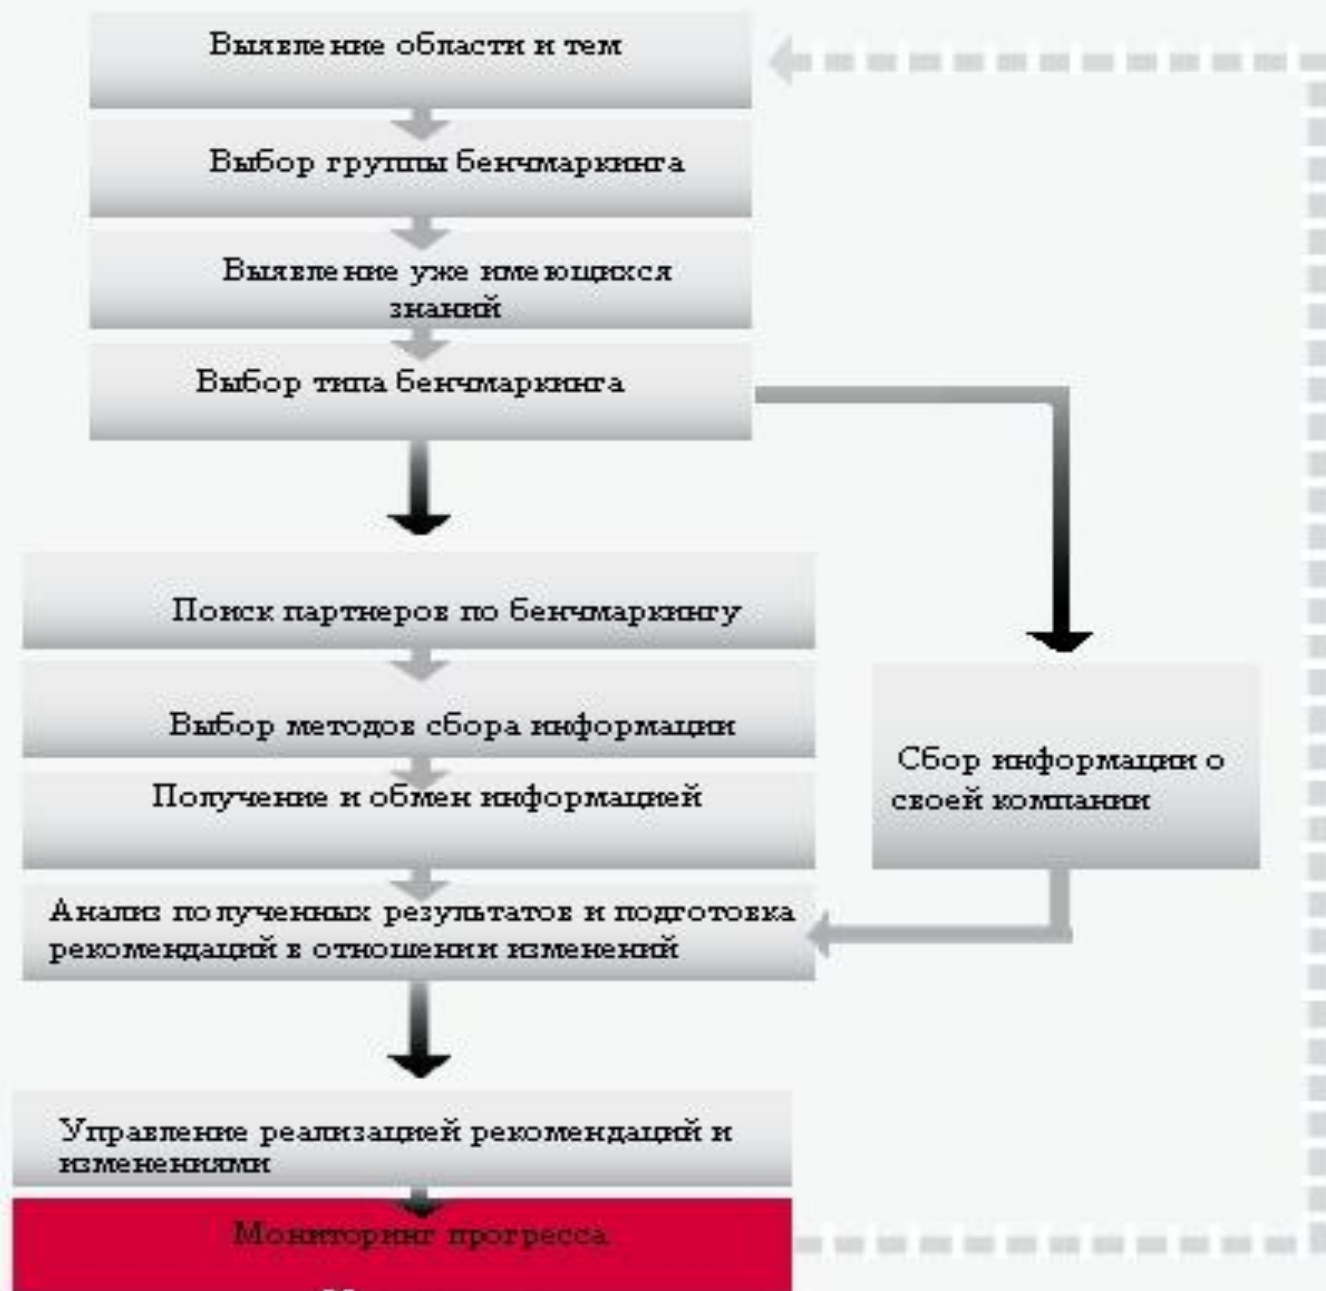 Выявление области и тем
Выбор группы бенчмаркинга
Выявление уже имеющихся
знаний
Выбор типа бенчмаркинга
Поиск партнеров по бенчмаркингу
Выбор методов сбора информации
Получение и обмен информацией
Сбор информации о
своей компании
Анализ полученных результатов и подготовка
рекомендаций в отношении изменений
Управление реализацией рекомендаций и
изменениями
Мониторинг прогресса